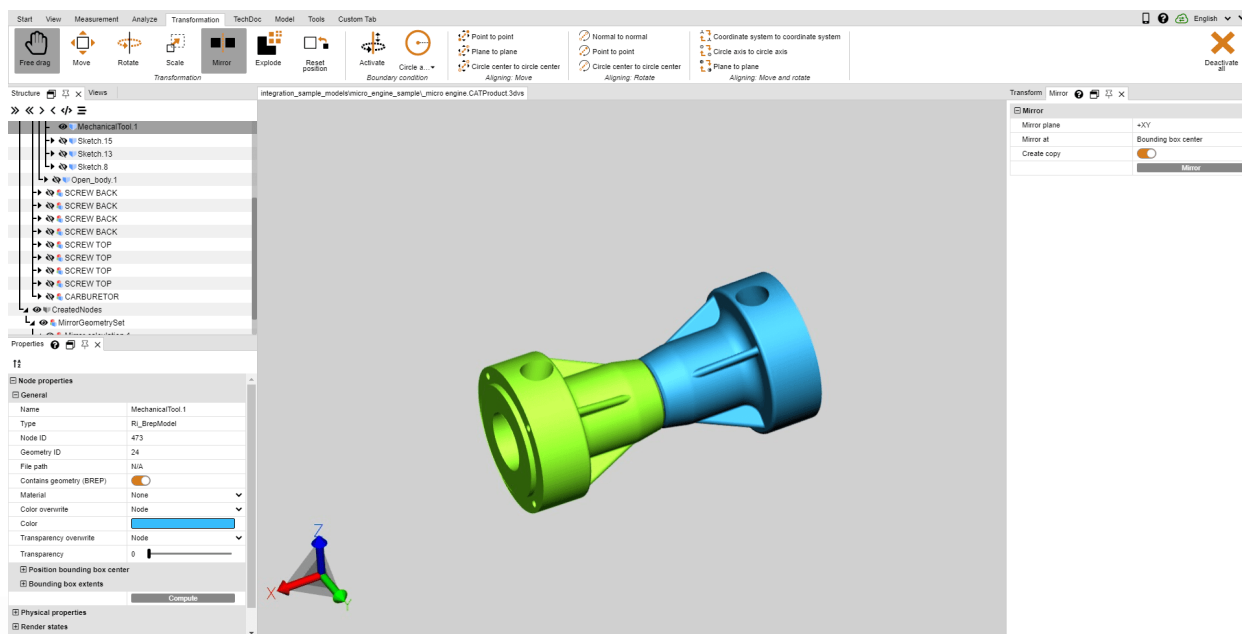 Start View Measurement Analyze Transformation TechDoc Model Tools Custom Tab English
Free drag Move Rotate Scale Mirror Explode Reset position
Transformation
Activate Circle a...
Boundary condition
Point to point
Plane to plane
Circle center to circle center
Aligning: Move
Normal to normal
Point to point
Circle center to circle center
Aligning: Rotate
Coordinate system to coordinate system
Circle axis to circle axis
Plane to plane
Aligning: Move and rotate
Deactivate
all
Structure Views
MechanicalTool.1
Sketch.15
Sketch.13
Sketch.8
Open_body.1
SCREW BACK
SCREW BACK
SCREW BACK
SCREW BACK
SCREW TOP
SCREW TOP
SCREW TOP
SCREW TOP
CARBURETOR
CreatedNodes
MirrorGeometrySet
Properties
Node properties
General
Name MechanicalTool.1
Type Ri_BrepModel
Node ID 473
Geometry ID 24
File path N/A
Contains geometry (BREP)
Material None
Color overwrite Node
Color
Transparency overwrite Node
Transparency 0
Position bounding box center
Bounding box extents
Compute
Physical properties
Render states
integration_sample_models\micro_engine_sample\_micro engine.CATProduct.3dvs
Z
X
Y
Transform Mirror
Mirror
Mirror plane +XY
Mirror at Bounding box center
Create copy
Mirror